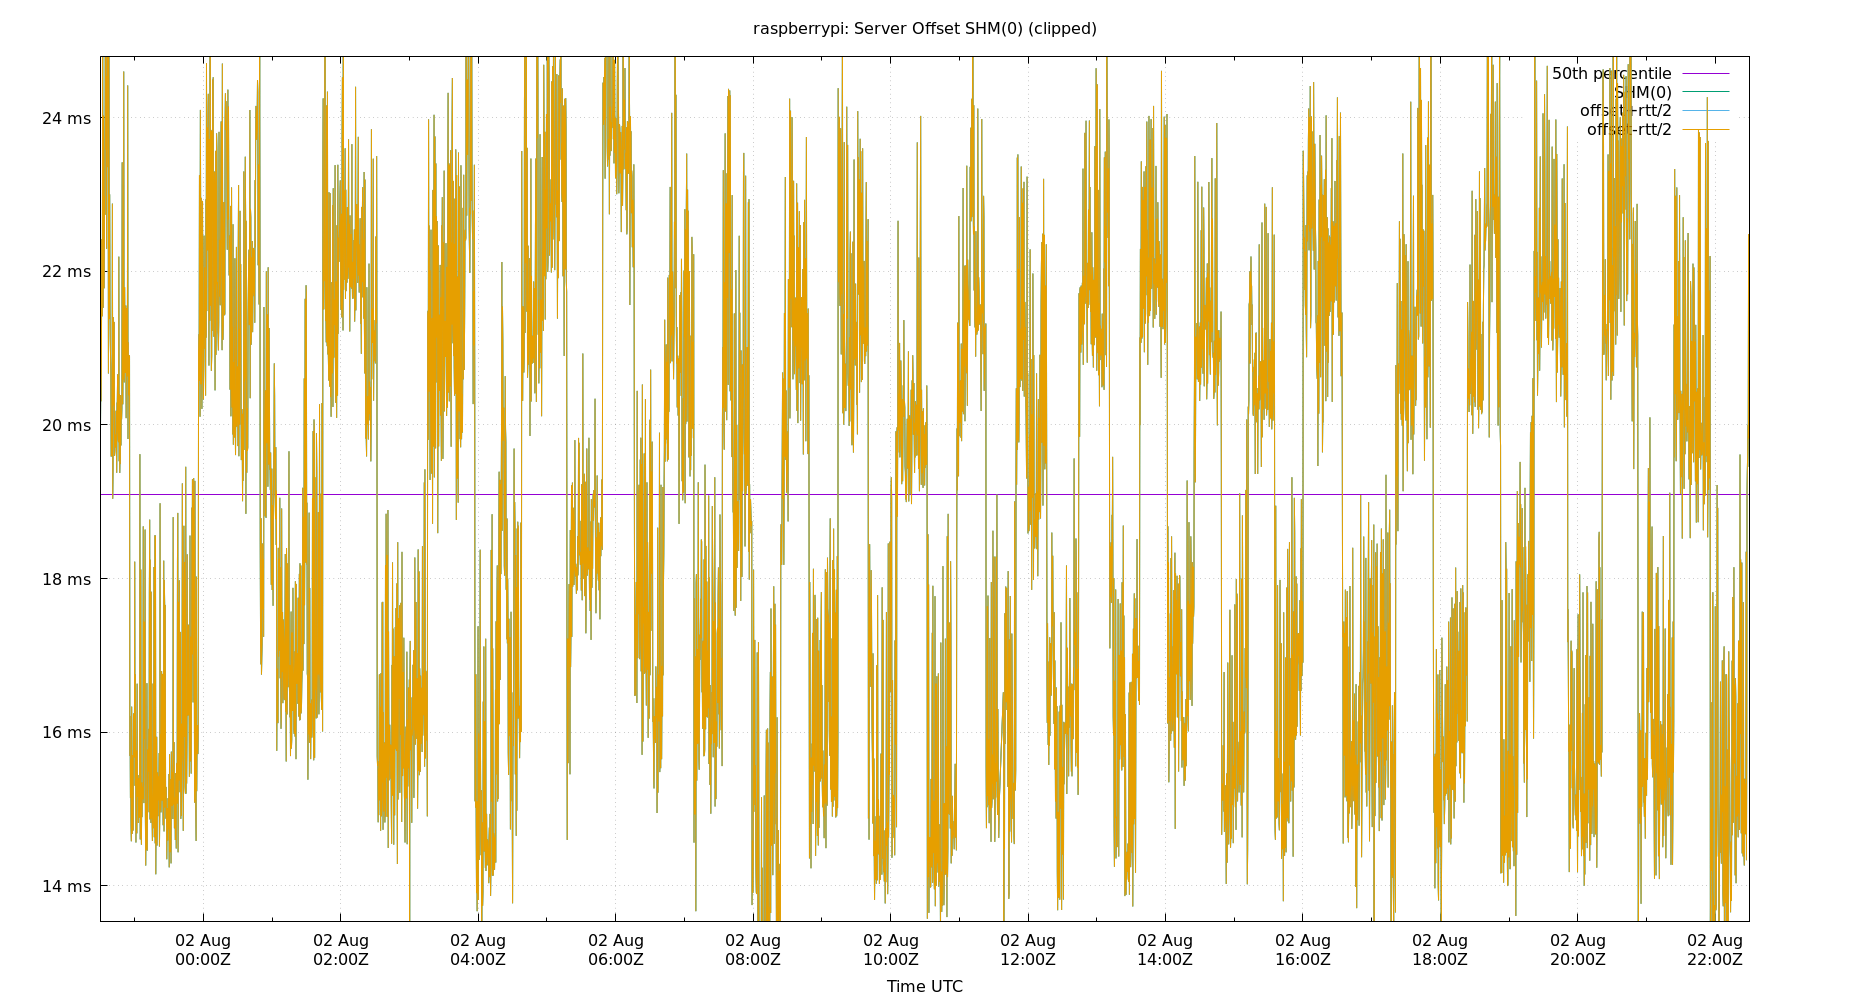 raspberrypi: Server Offset SHM(0) (clipped)
50th percentile
SHM(0)
offset+rtt/2
offset-rtt/2
24 ms
22 ms
20 ms
18 ms
16 ms
14 ms
02 Aug 02 Aug 02 Aug 02 Aug 02 Aug 02 Aug 02 Aug 02 Aug 02 Aug 02 Aug 02 Aug 02 Aug
00:00Z 02:00Z 04:00Z 06:00Z 08:00Z 10:00Z 12:00Z 14:00Z 16:00Z 18:00Z 20:00Z 22:00Z
Time UTC